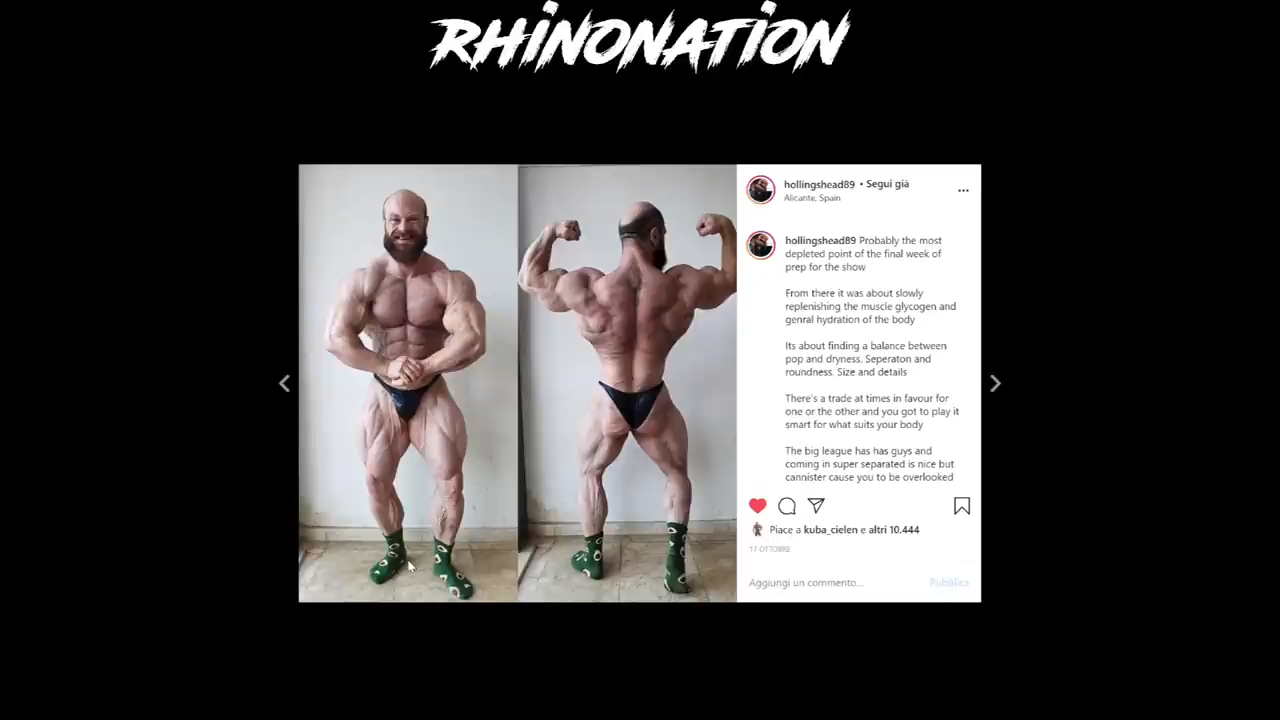 RHINONATION
hollingshead89 • Segui già
Alicante, Spain
hollingshead89 Probably the most
depleted point of the final week of
prep for the show
From there it was about slowly
replenishing the muscle glycogen and
genral hydration of the body
Its about finding a balance between
pop and dryness. Seperaton and
roundness. Size and details
There's a trade at times in favour for
one or the other and you got to play it
smart for what suits your body
The big league has has guys and
coming in super separated is nice but
cannister cause you to be overlooked
Piace a kuba_cielen e altri 10.444
17 OTTOBRE
Aggiungi un commento...
Pubblica